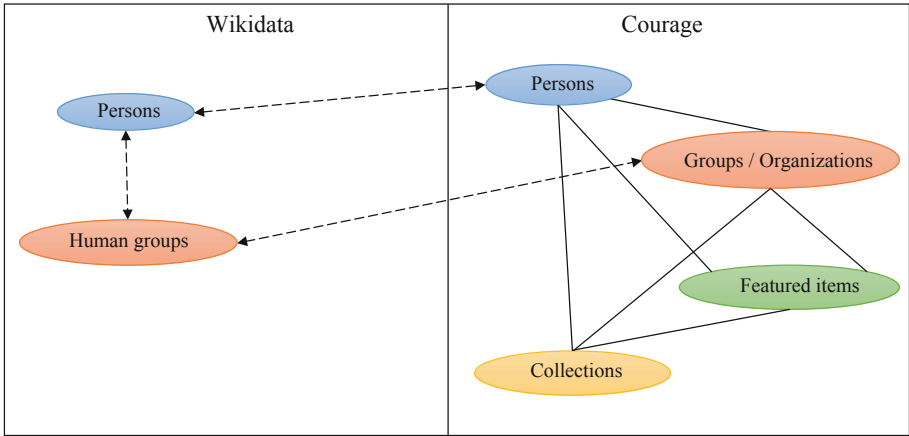 Wikidata
Courage
Persons
Human groups
Persons
Groups / Organizations
Featured items
Collections